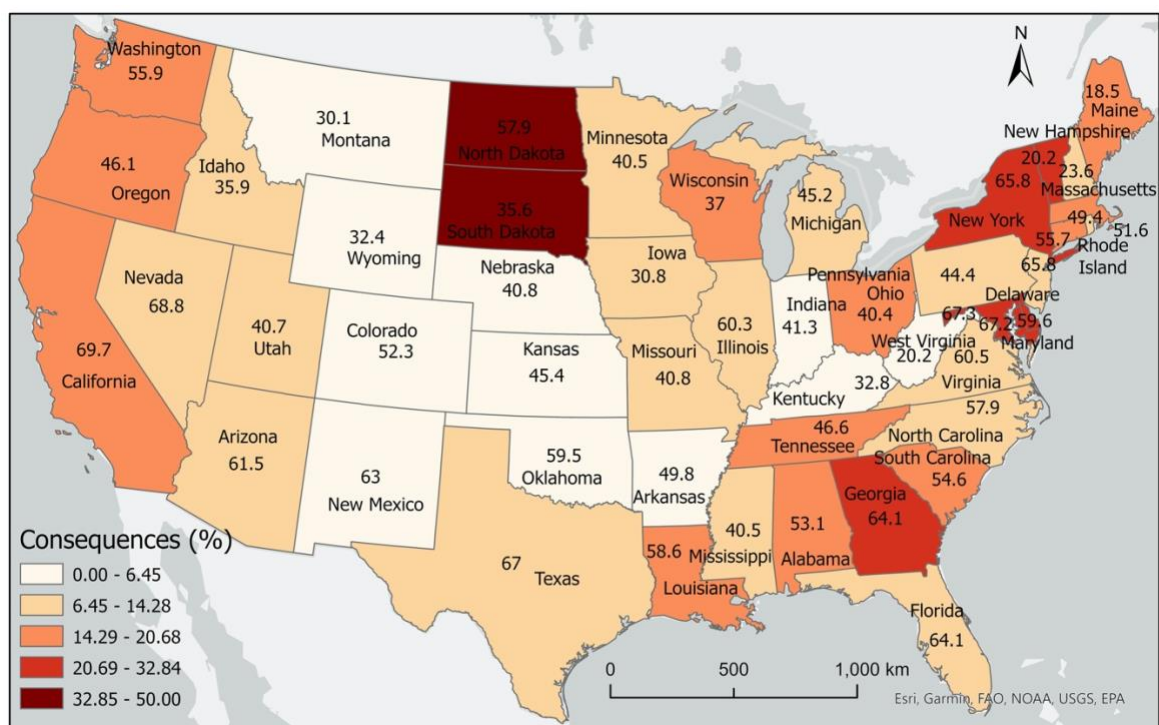 N
Washington
55.9
30.1
Montana
57.9
North Dakota
Minnesota
40.5
18.5
Maine
New Hampshire
20.2
23.6
65.8
Massachusetts
46.1
Oregon
Idaho
35.9
Wisconsin
37
45.2
Michigan
35.6
South Dakota
New York
49.4
51.6
55.7
Rhode
Island
32.4
Wyoming
Nebraska
40.8
Iowa
30.8
Pennsylvania
44.4
65.8
Delaware
Nevada
68.8
40.7
Utah
Colorado
52.3
Kansas
45.4
Missouri
40.8
60.3
Illinois
Indiana
41.3
Ohio
40.4
67.3
67.2
59.6
Maryland
West Virginia
20.2
60.5
Virginia
69.7
California
32.8
Kentucky
57.9
North Carolina
46.6
Tennessee
South Carolina
54.6
Arizona
61.5
63
New Mexico
59.5
Oklahoma
49.8
Arkansas
Georgia
64.1
40.5
Mississippi
53.1
Alabama
67
Texas
58.6
Louisiana
Florida
64.1
Consequences (%)
0.00 - 6.45
6.45 - 14.28
14.29 - 20.68
20.69 - 32.84
32.85 - 50.00
0 500 1,000 km
Esri, Garmin, FAO, NOAA, USGS, EPA